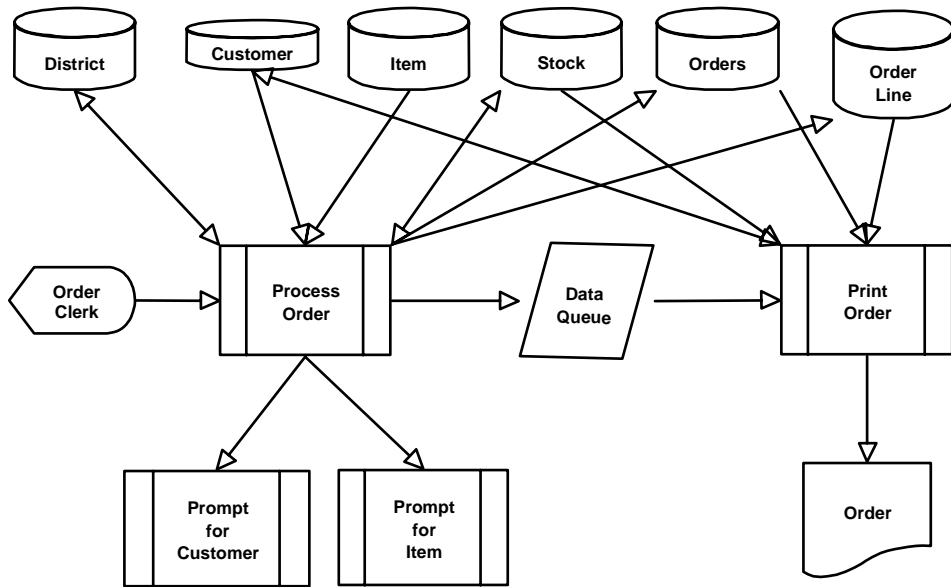 District
Customer
Item
Stock
Orders
Order
Line
Order
Clerk
Process
Order
Data
Queue
Print
Order
Prompt
for
Customer
Prompt
for
Item
Order